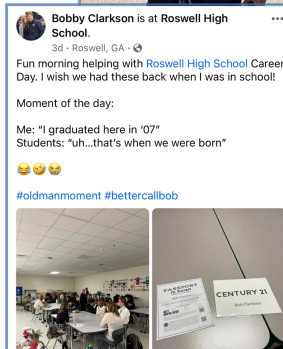 Bobby Clarkson is at Roswell High
School.
3d · Roswell, GA ·
Fun morning helping with Roswell High School Career
Day. I wish we had these back when I was in school!
Moment of the day:
Me: “I graduated here in ‘07”
Students: “uh...that’s when we were born”
😂🤣😭
#oldmanmoment #bettercallbob
PASSPORT
CENTURY 21
Bob Clarkson